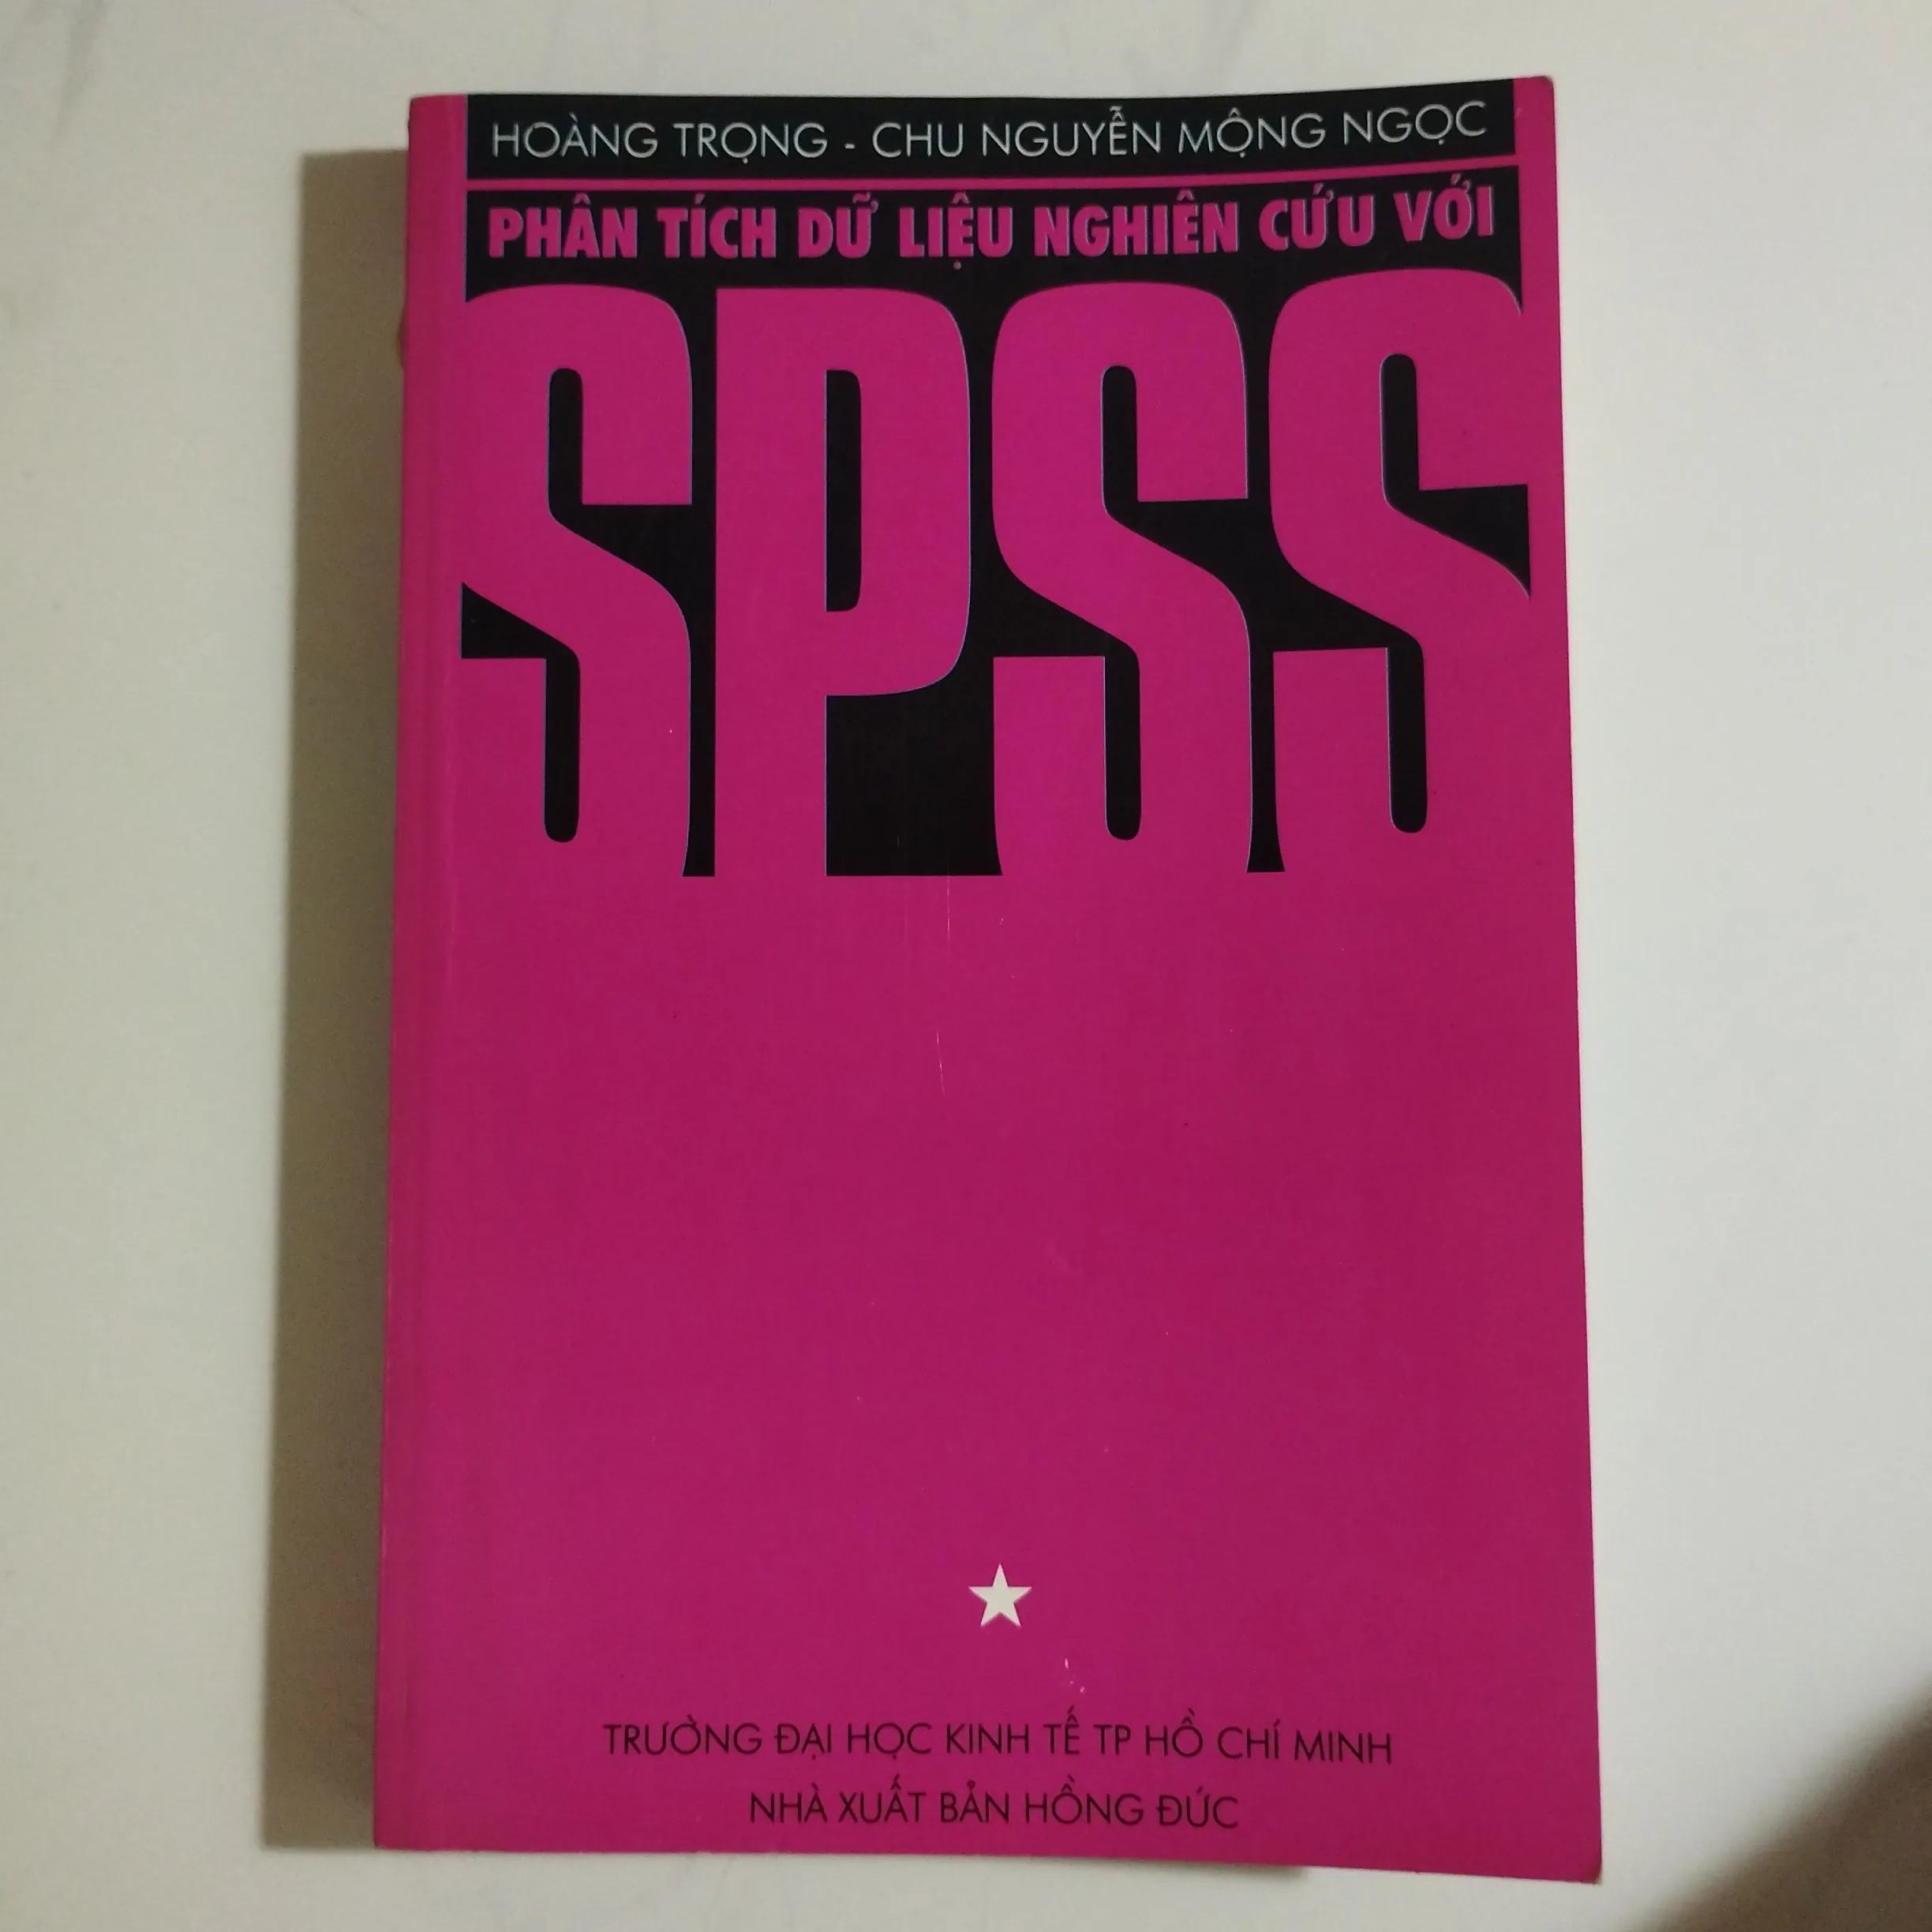 HOÀNG TRỌNG - CHU NGUYỄN MỘNG NGỌC
PHÂN TÍCH DỮ LIỆU NGHIÊN CỨU VỚI
SPSS
TRƯỜNG ĐẠI HỌC KINH TẾ TP HỒ CHÍ MINH
NHÀ XUẤT BẢN HỒNG ĐỨC